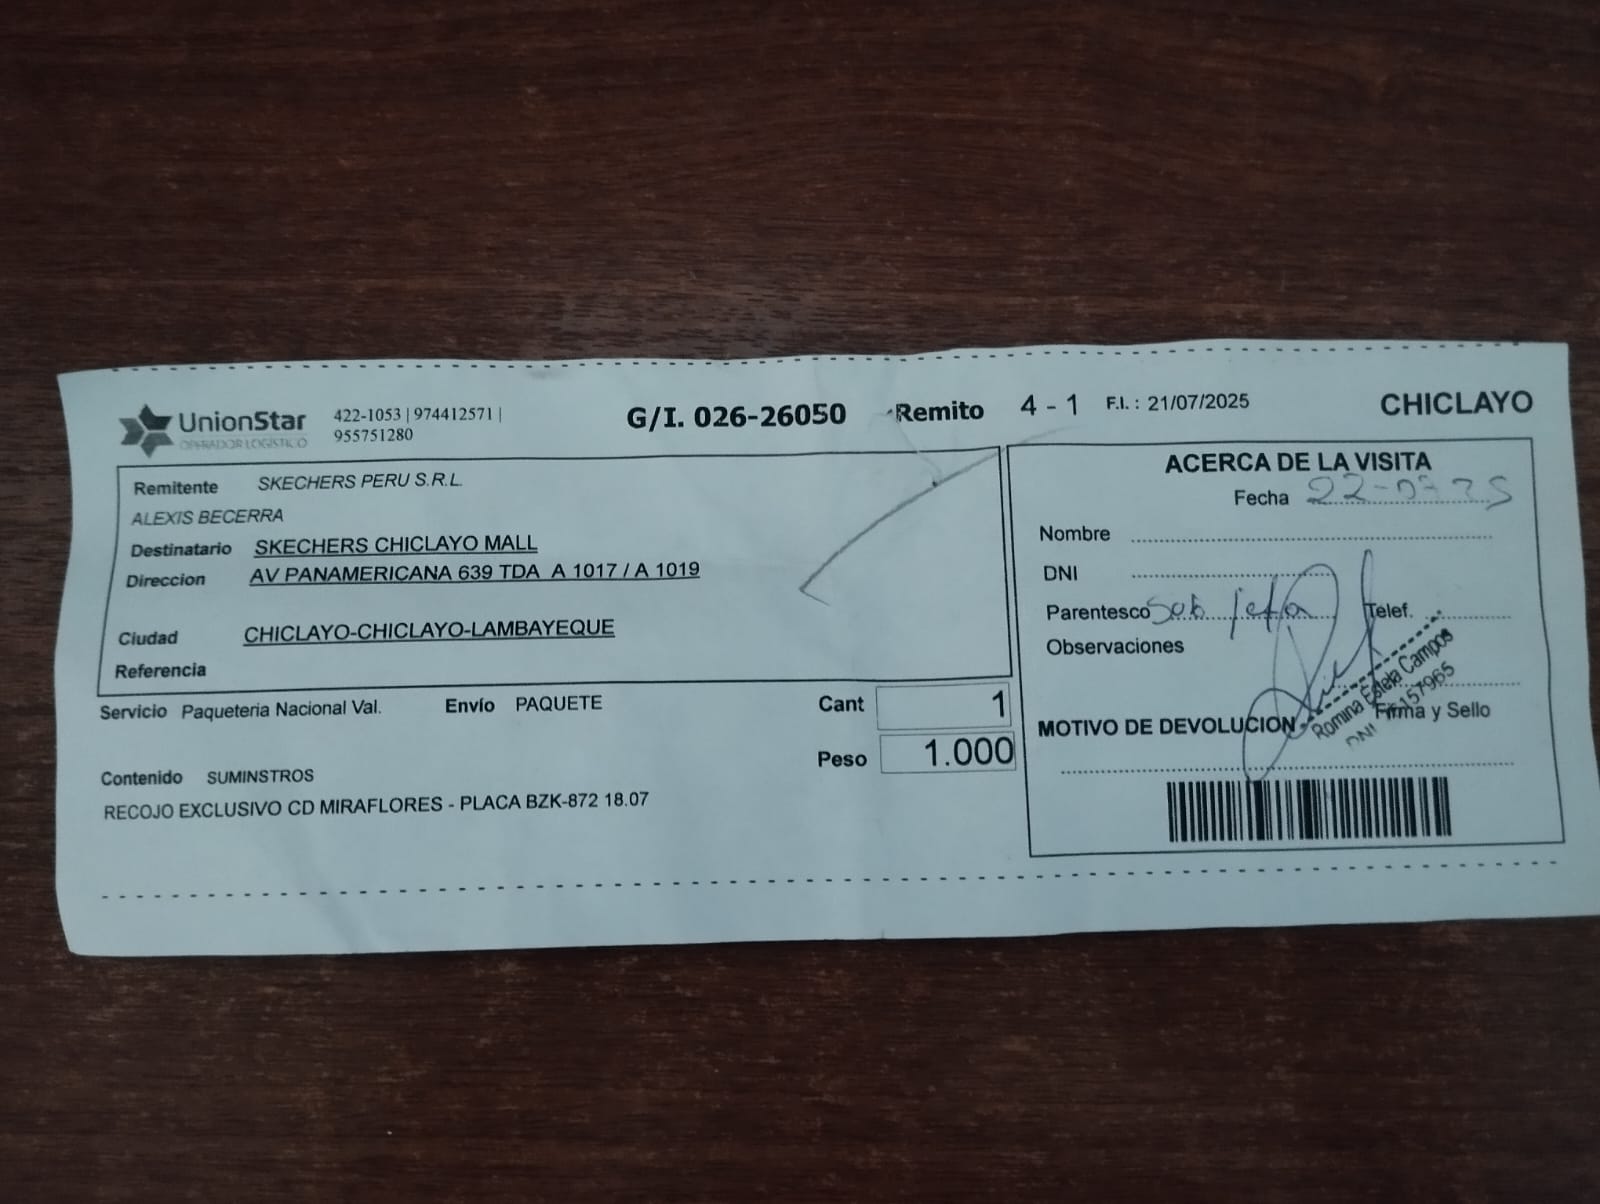 UnionStar
OPERADOR LOGÍSTICO
422-1053 | 974412571 |
955751280
G/I. 026-26050
Remito 4 - 1
F.I. : 21/07/2025
CHICLAYO
Remitente SKECHERS PERU S.R.L.
ALEXIS BECERRA
Destinatario SKECHERS CHICLAYO MALL
Direccion AV PANAMERICANA 639 TDA A 1017 / A 1019
Ciudad CHICLAYO-CHICLAYO-LAMBAYEQUE
Referencia
Servicio Paqueteria Nacional Val. Envío PAQUETE
Cant 1
Peso 1.000
Contenido SUMINSTROS
RECOJO EXCLUSIVO CD MIRAFLORES - PLACA BZK-872 18.07
ACERCA DE LA VISITA
Fecha 22-07 25
Nombre
DNI
Parentesco Sub jefa Telef.
Observaciones
Romina Estela Campos
DNI 157965
Firma y Sello
MOTIVO DE DEVOLUCION